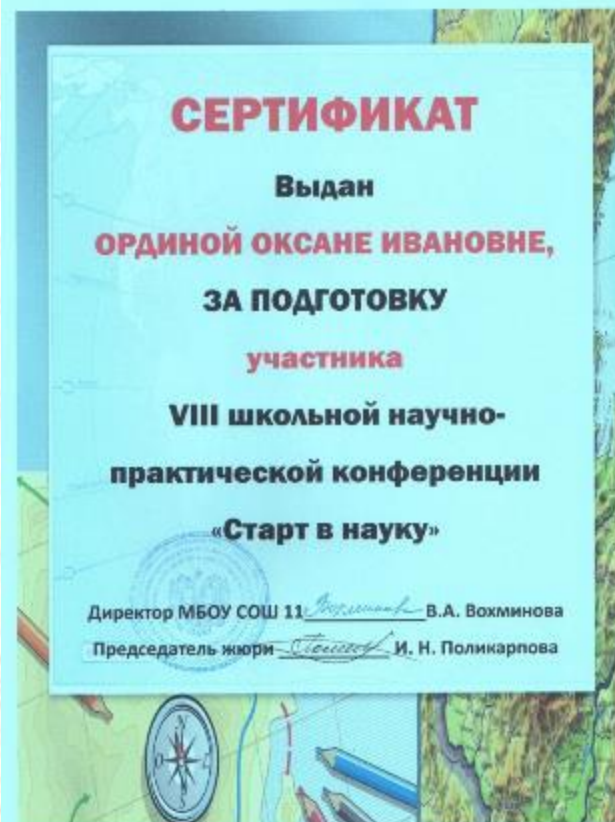 СЕРТИФИКАТ
Выдан
ОРДИНОЙ ОКСАНЕ ИВАНОВНЕ,
ЗА ПОДГОТОВКУ
участника
VIII школьной научно-
практической конференции
«Старт в науку»
Директор МБОУ СОШ 11 В.А. Вохминова
Председатель жюри И. Н. Поликарпова